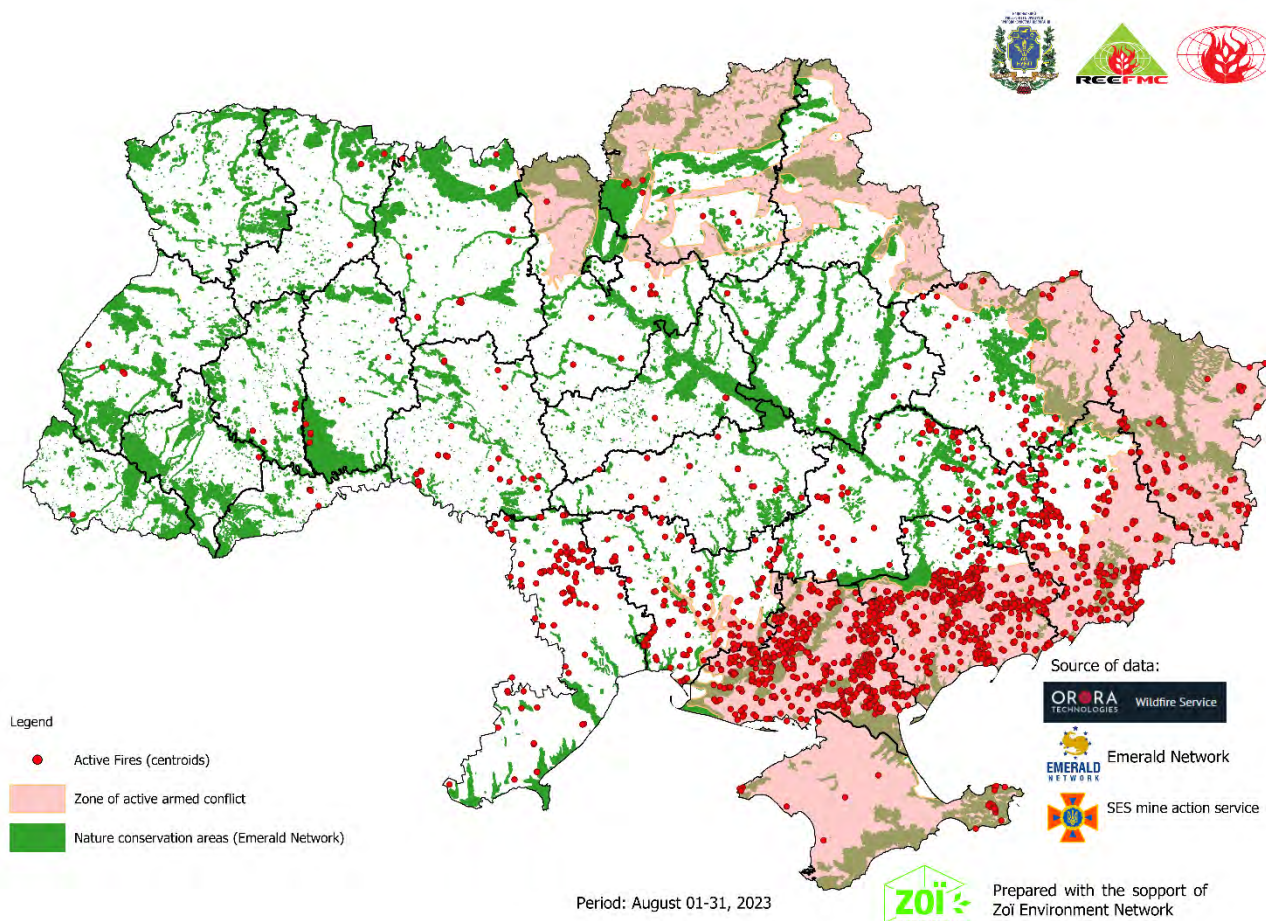 REEFMC
Source of data:
ORORA
TECHNOLOGIES
Wildfire Service
Emerald Network
EMERALD
NETWORK
SES mine action service
Legend
Active Fires (centroids)
Zone of active armed conflict
Nature conservation areas (Emerald Network)
Period: August 01-31, 2023
zoï
Prepared with the sopport of
Zoï Environment Network